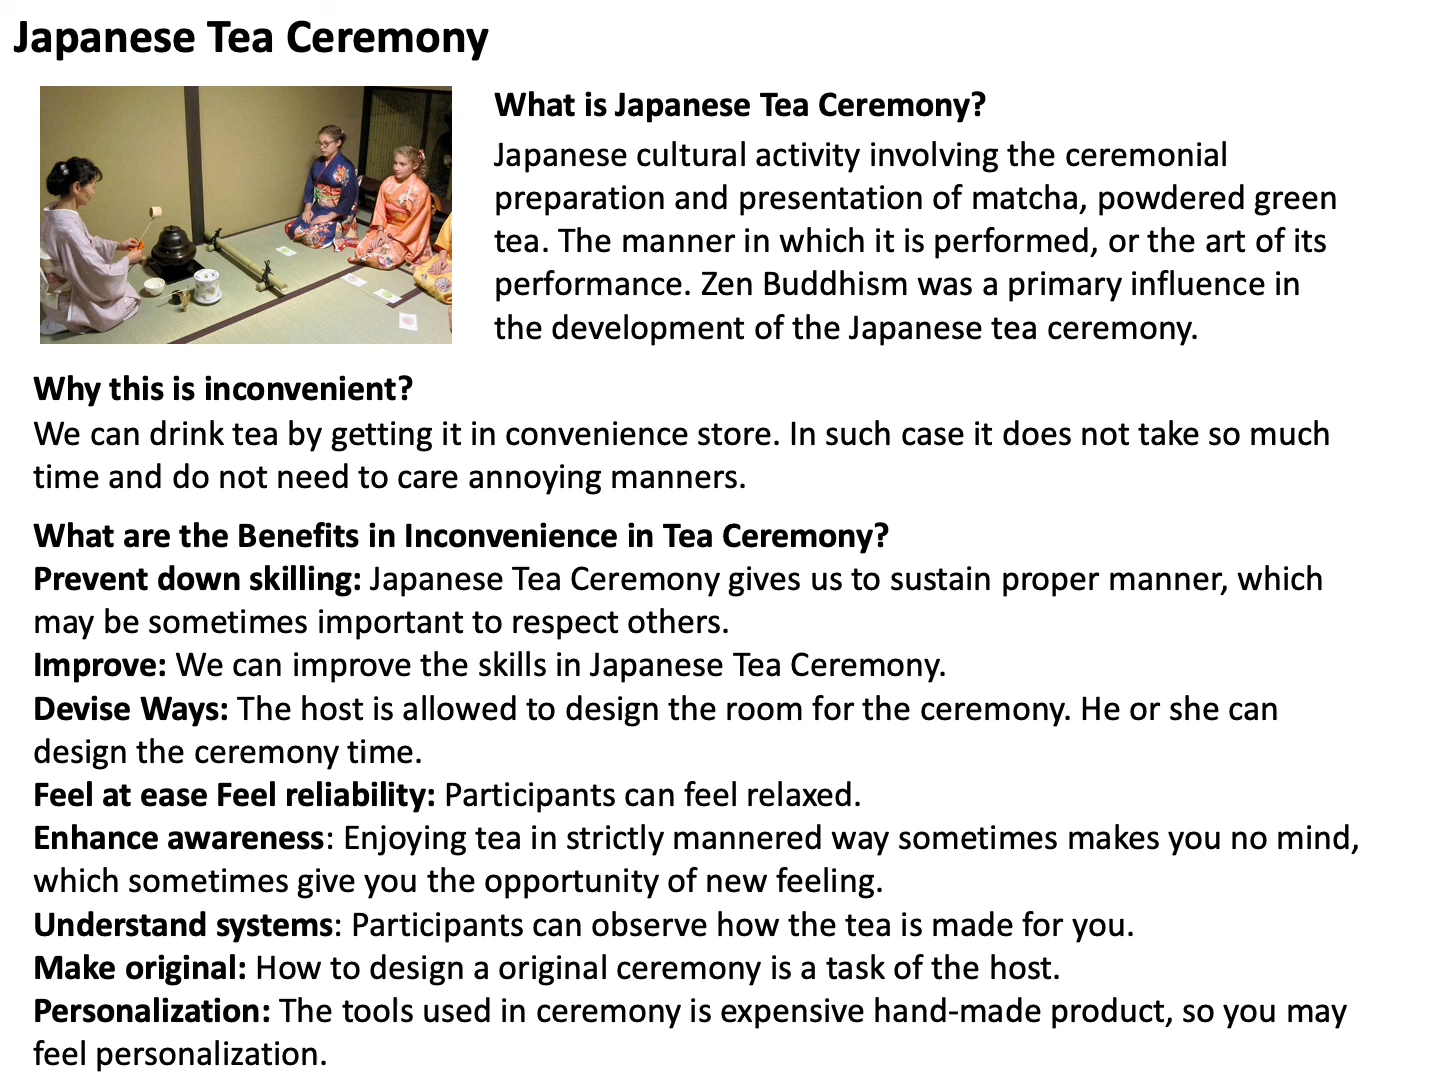 Japanese Tea Ceremony
What is Japanese Tea Ceremony?
Japanese cultural activity involving the ceremonial
preparation and presentation of matcha, powdered green
tea. The manner in which it is performed, or the art of its
performance. Zen Buddhism was a primary influence in
the development of the Japanese tea ceremony.
Why this is inconvenient?
We can drink tea by getting it in convenience store. In such case it does not take so much
time and do not need to care annoying manners.
What are the Benefits in Inconvenience in Tea Ceremony?
Prevent down skilling: Japanese Tea Ceremony gives us to sustain proper manner, which
may be sometimes important to respect others.
Improve: We can improve the skills in Japanese Tea Ceremony.
Devise Ways: The host is allowed to design the room for the ceremony. He or she can
design the ceremony time.
Feel at ease Feel reliability: Participants can feel relaxed.
Enhance awareness: Enjoying tea in strictly mannered way sometimes makes you no mind,
which sometimes give you the opportunity of new feeling.
Understand systems: Participants can observe how the tea is made for you.
Make original: How to design a original ceremony is a task of the host.
Personalization: The tools used in ceremony is expensive hand-made product, so you may
feel personalization.